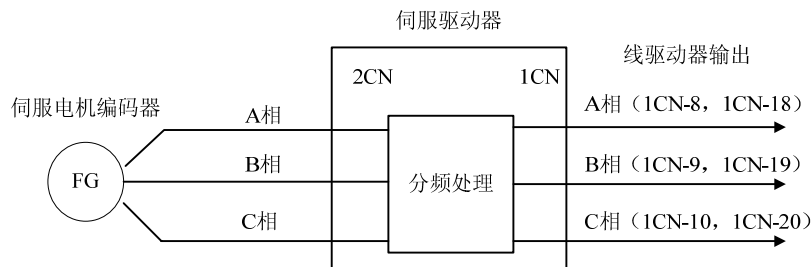 伺服驱动器
2CN
1CN
线驱动器输出
伺服电机编码器
A相
A相（1CN-8，1CN-18）
FG
B相
分频处理
B相（1CN-9，1CN-19）
C相
C相（1CN-10，1CN-20）